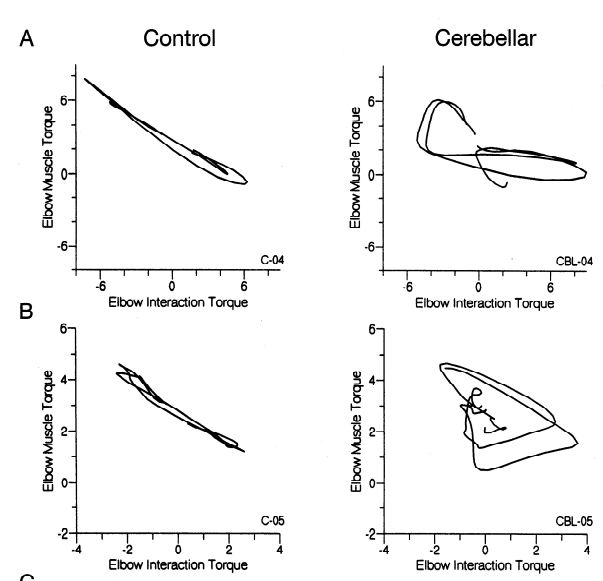 A
Control
Cerebellar
Elbow Muscle Torque
6
0
-6
C-04
-6 0 6
Elbow Interaction Torque
Elbow Muscle Torque
6
0
-6
CBL-04
-6 0 6
Elbow Interaction Torque
B
Elbow Muscle Torque
6
4
2
0
-2
C-05
-4 -2 0 2 4
Elbow Interaction Torque
Elbow Muscle Torque
6
4
2
0
-2
CBL-05
-4 -2 0 2 4
Elbow Interaction Torque